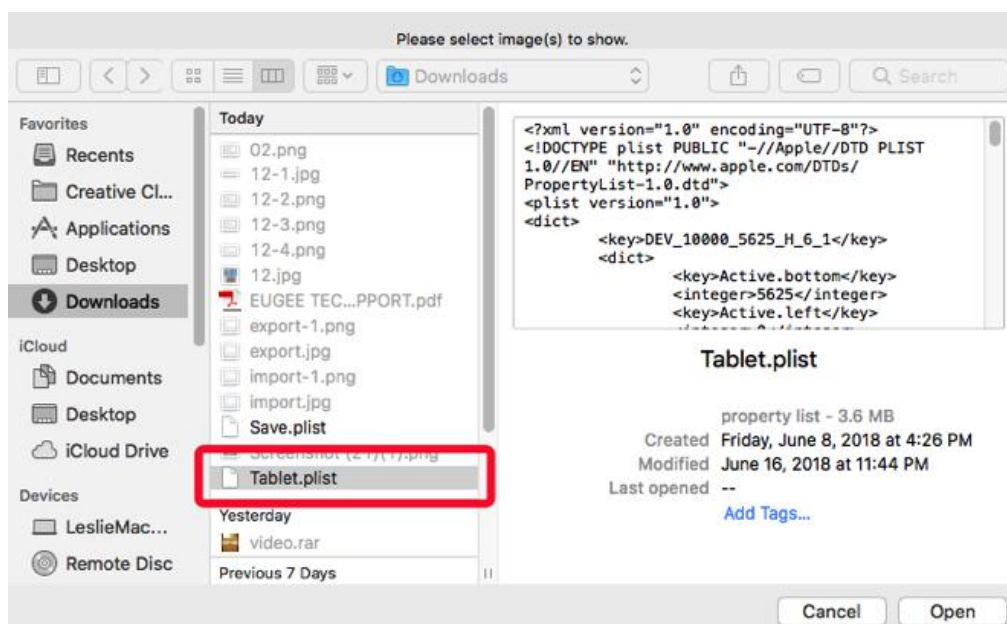 Please select image(s) to show.
Downloads
Search
Favorites
Recents
Creative Cl...
Applications
Desktop
Downloads
iCloud
Documents
Desktop
iCloud Drive
Devices
LeslieMac...
Remote Disc
Today
02.png
12-1.jpg
12-2.png
12-3.png
12-4.png
12.jpg
EUGEE TEC...PPORT.pdf
export-1.png
export.jpg
import-1.png
import.jpg
Save.plist
Screenshot (21)(1).png
Tablet.plist
Yesterday
video.rar
Previous 7 Days
<?xml version="1.0" encoding="UTF-8"?>
<!DOCTYPE plist PUBLIC "-//Apple//DTD PLIST
1.0//EN" "http://www.apple.com/DTDs/
PropertyList-1.0.dtd">
<plist version="1.0">
<dict>
<key>DEV_10000_5625_H_6_1</key>
<dict>
<key>Active.bottom</key>
<integer>5625</integer>
<key>Active.left</key>
Tablet.plist
property list - 3.6 MB
Created Friday, June 8, 2018 at 4:26 PM
Modified June 16, 2018 at 11:44 PM
Last opened --
Add Tags...
Cancel
Open